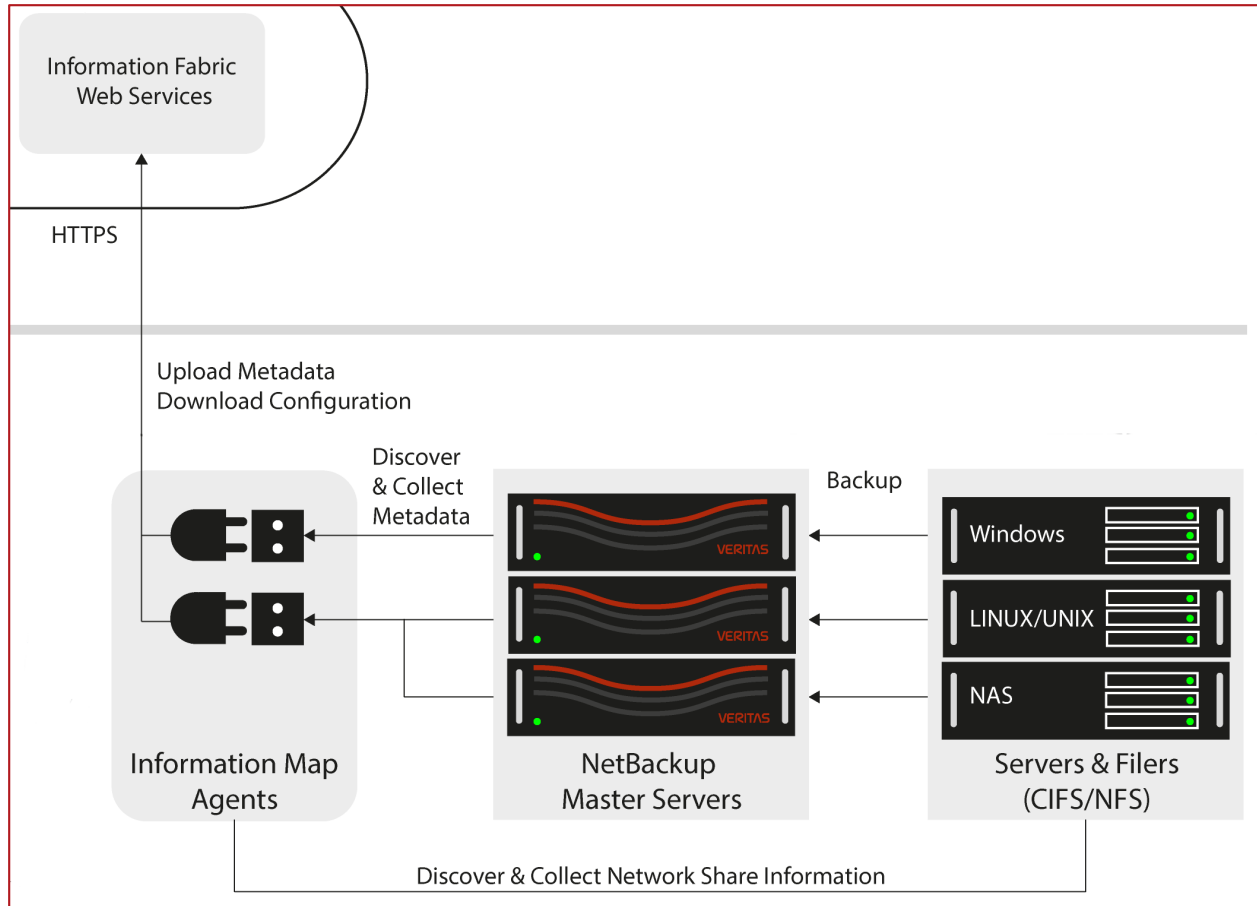 Information Fabric
Web Services
HTTPS
Upload Metadata
Download Configuration
Discover
& Collect
Metadata
Backup
VERITAS
VERITAS
VERITAS
Windows
LINUX/UNIX
NAS
Information Map
Agents
NetBackup
Master Servers
Servers & Filers
(CIFS/NFS)
Discover & Collect Network Share Information